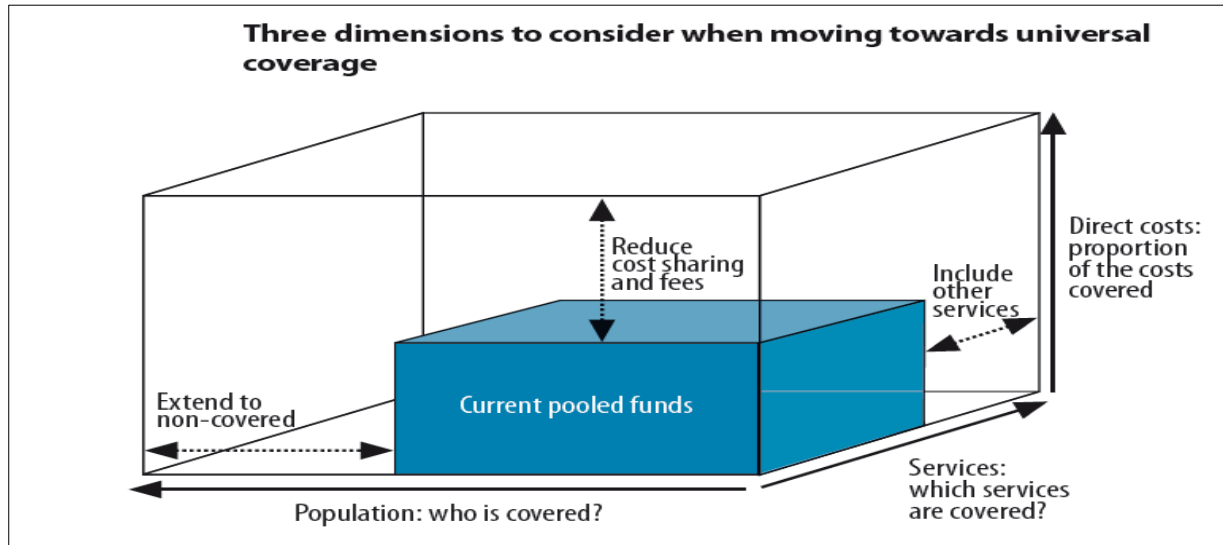 Three dimensions to consider when moving towards universal
coverage
Reduce
cost sharing
and fees
Include
other
services
Direct costs:
proportion
of the costs
covered
Extend to
non-covered
Current pooled funds
Population: who is covered?
Services:
which services
are covered?